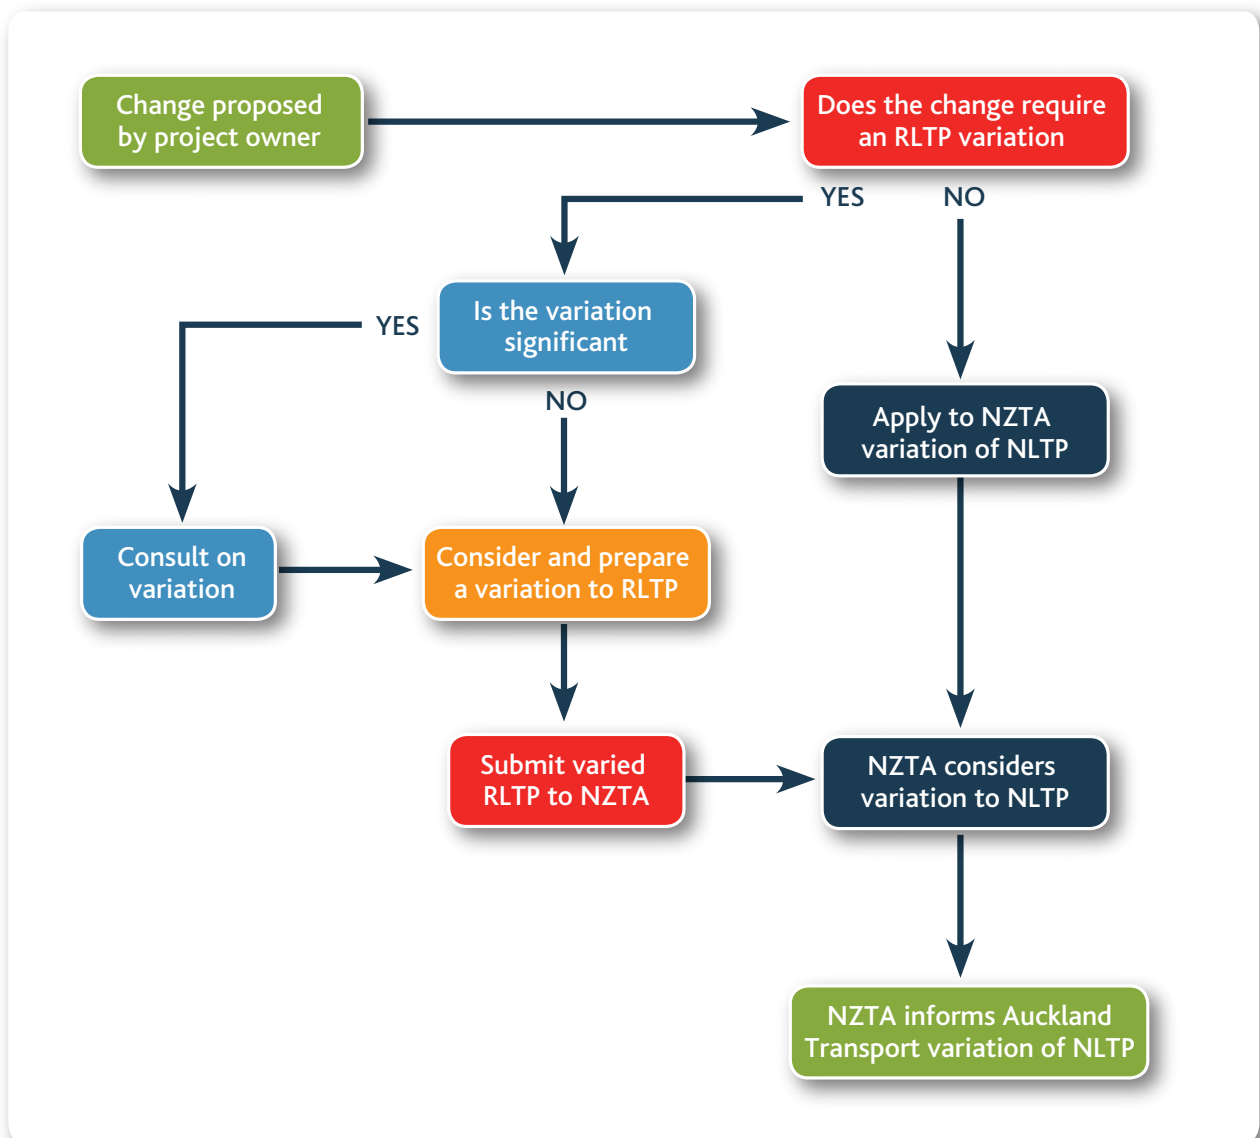 Change proposed
by project owner
Does the change require
an RLTP variation
YES
NO
Is the variation
significant
YES
NO
Apply to NZTA
variation of NLTP
Consult on
variation
Consider and prepare
a variation to RLTP
Submit varied
RLTP to NZTA
NZTA considers
variation to NLTP
NZTA informs Auckland
Transport variation of NLTP